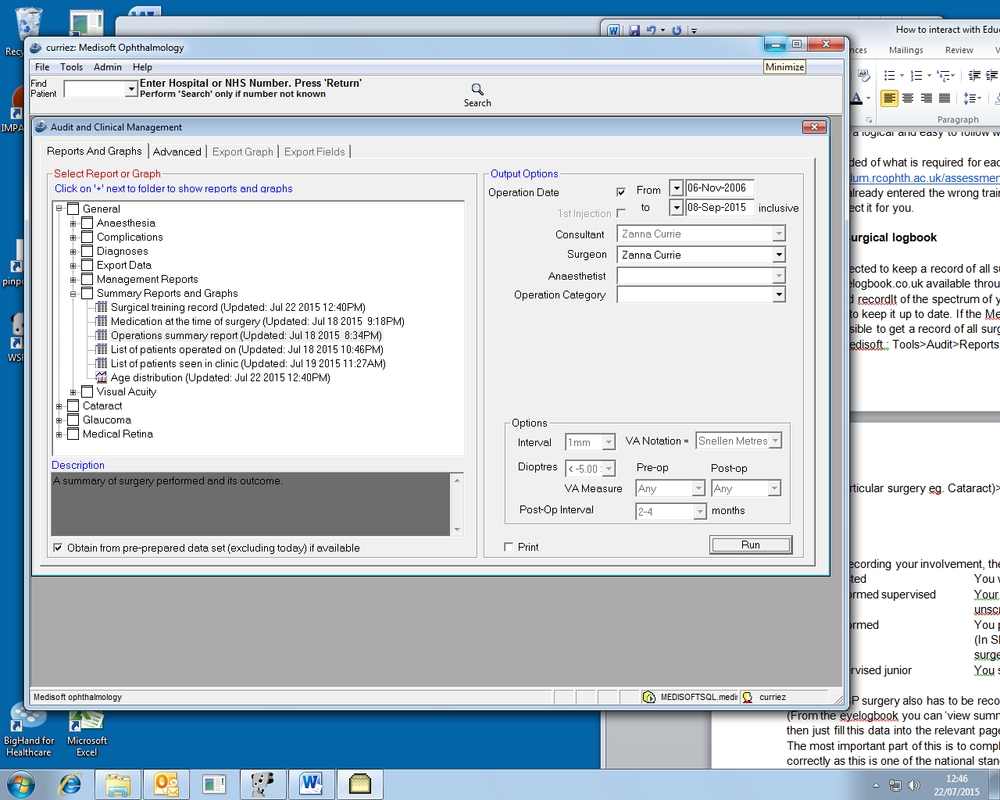 Recy
IMPA
pinpo
WSF
BigHand for
Healthcare
Microsoft
Excel
How to interact with Edu
nces
Mailings
Review
V
Paragraph
curriez: Medisoft Ophthalmology
Minimize
File Tools Admin Help
Find
Patient
Enter Hospital or NHS Number. Press 'Return'
Perform 'Search' only if number not known
Search
Audit and Clinical Management
Reports And Graphs Advanced Export Graph Export Fields
Select Report or Graph
Click on '+' next to folder to show reports and graphs
General
Anaesthesia
Complications
Diagnoses
Export Data
Management Reports
Summary Reports and Graphs
Surgical training record (Updated: Jul 22 2015 12:40PM)
Medication at the time of surgery (Updated: Jul 18 2015 9:18PM)
Operations summary report (Updated: Jul 18 2015 8:34PM)
List of patients operated on (Updated: Jul 18 2015 10:46PM)
List of patients seen in clinic (Updated: Jul 19 2015 11:27AM)
Age distribution (Updated: Jul 22 2015 12:40PM)
Visual Acuity
Cataract
Glaucoma
Medical Retina
Description
A summary of surgery performed and its outcome.
Obtain from pre-prepared data set (excluding today) if available
Output Options
Operation Date From 06-Nov-2006
1st Injection to 08-Sep-2015 inclusive
Consultant Zanna Currie
Surgeon Zanna Currie
Anaesthetist
Operation Category
Options
Interval 1mm VA Notation = Snellen Metres
Dioptres < -5.00 : Pre-op Post-op
VA Measure Any Any
Post-Op Interval 2-4 months
Print Run
Medisoft ophthalmology
MEDISOFTSQL.medi
curriez
a logical and easy to follow w
ded of what is required for eac
lum.rcophth.ac.uk/assessmen
already entered the wrong train
ect it for you.
surgical logbook
ected to keep a record of all su
elogbook.co.uk available throu
d recordIt of the spectrum of y
to keep it up to date. If the Me
sible to get a record of all surg
edisoft.: Tools>Audit>Reports
rticular surgery eg. Cataract)>
ecording your involvement, the
ted You v
rmed supervised Your
unscr
rmed You p
(In Sh
surge
rvised junior You s
CP surgery also has to be reco
(From the eyelogbook you can 'view summ
then just fill this data into the relevant page
The most important part of this is to compl
correctly as this is one of the national stan
12:46
22/07/2015